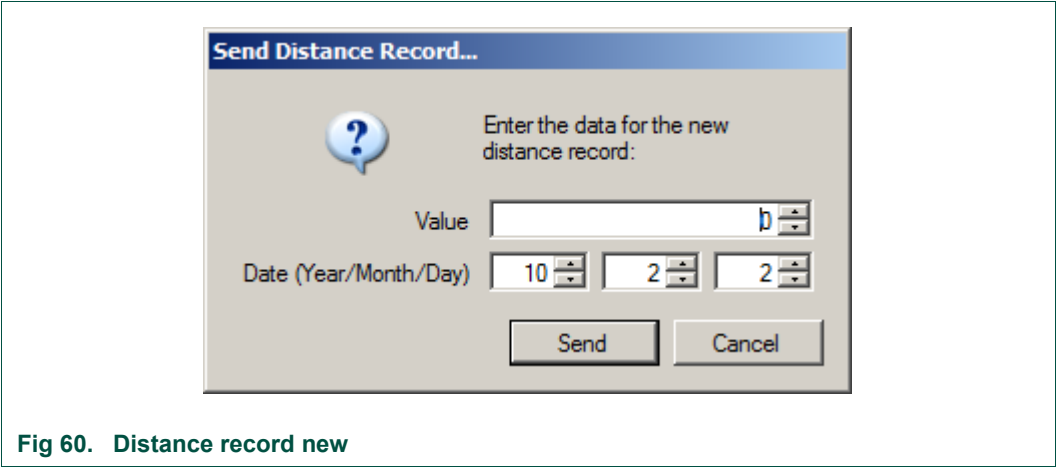 Send Distance Record...
?
Enter the data for the new
distance record:
Value 0
Date (Year/Month/Day) 10 2 2
Send Cancel
Fig 60. Distance record new